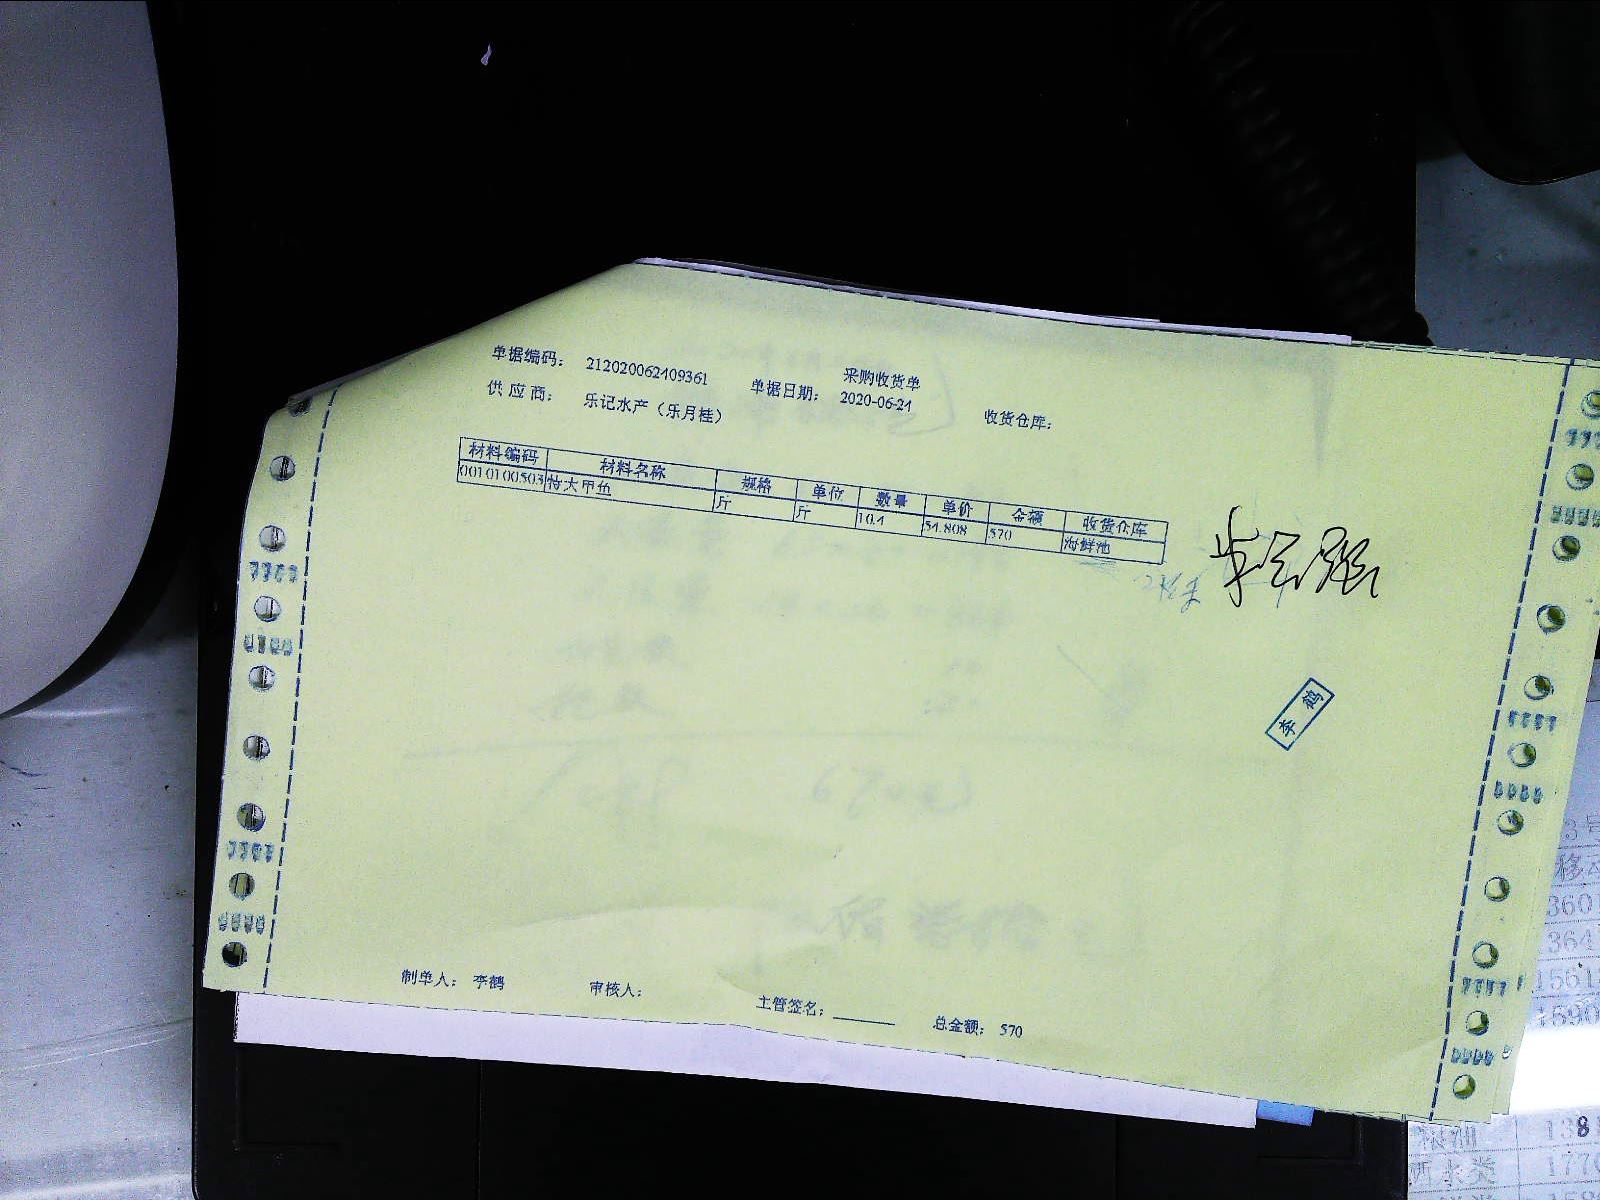 采购收货单
单据编码： 212020062409361 单据日期： 2020-06-24 收货仓库：
供应商： 乐记水产（乐月桂）
材料编码 材料名称 规格 单位 数量 单价 金额 收货仓库
0010100503 特大甲鱼 斤 斤 10.4 54.808 570 海鲜池
李鹤
制单人： 李鹤 审核人： 主管签名： 总金额： 570